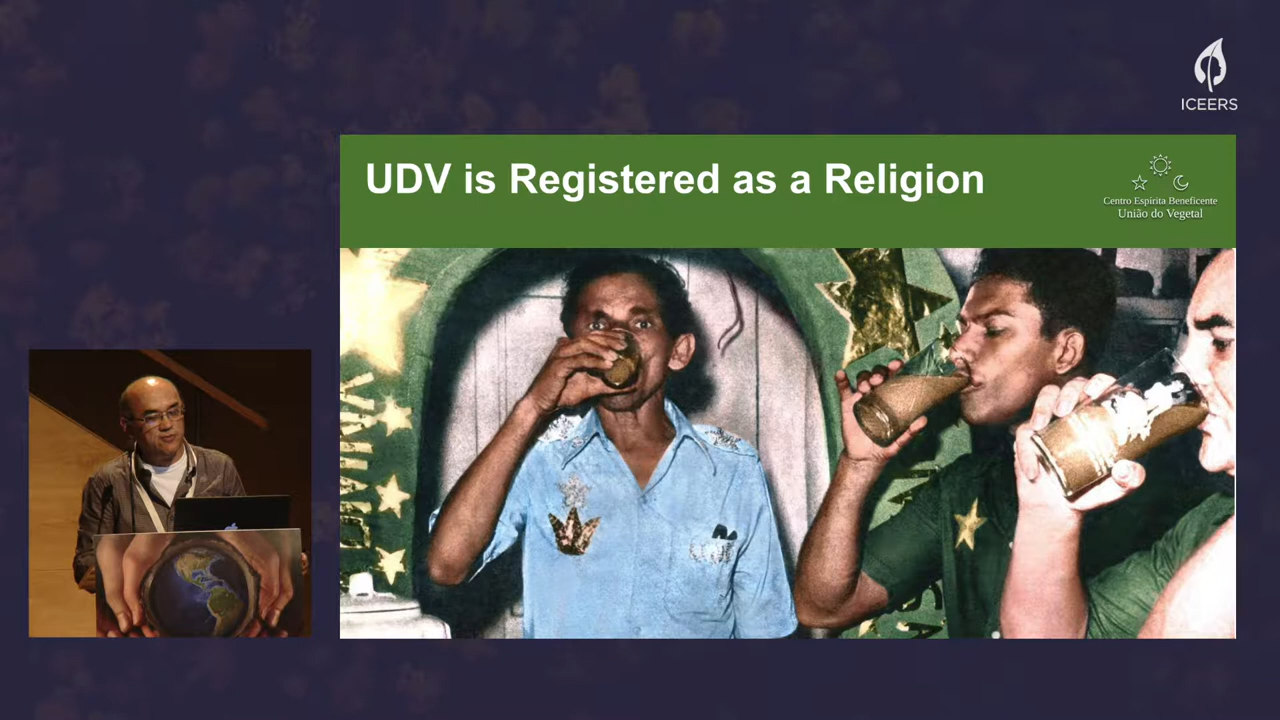 ICEERS
UDV is Registered as a Religion
Centro Espírita Beneficente
União do Vegetal